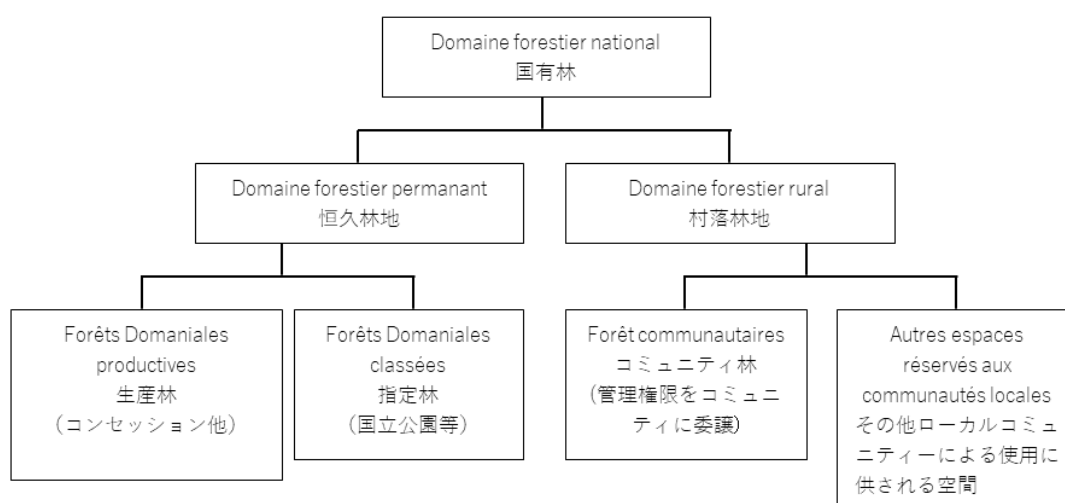 Domaine forestier national
国有林
Domaine forestier permanant
恒久林地
Domaine forestier rural
村落林地
Forêts Domaniales
productives
生産林
(コンセッション他)
Forêts Domaniales
classées
指定林
(国立公園等)
Forêt communautaires
コミュニティ林
(管理権限をコミュニ
ティに委譲)
Autres espaces
réservés aux
communautés locales
その他ローカルコミュ
ニティーによる使用に
供される空間